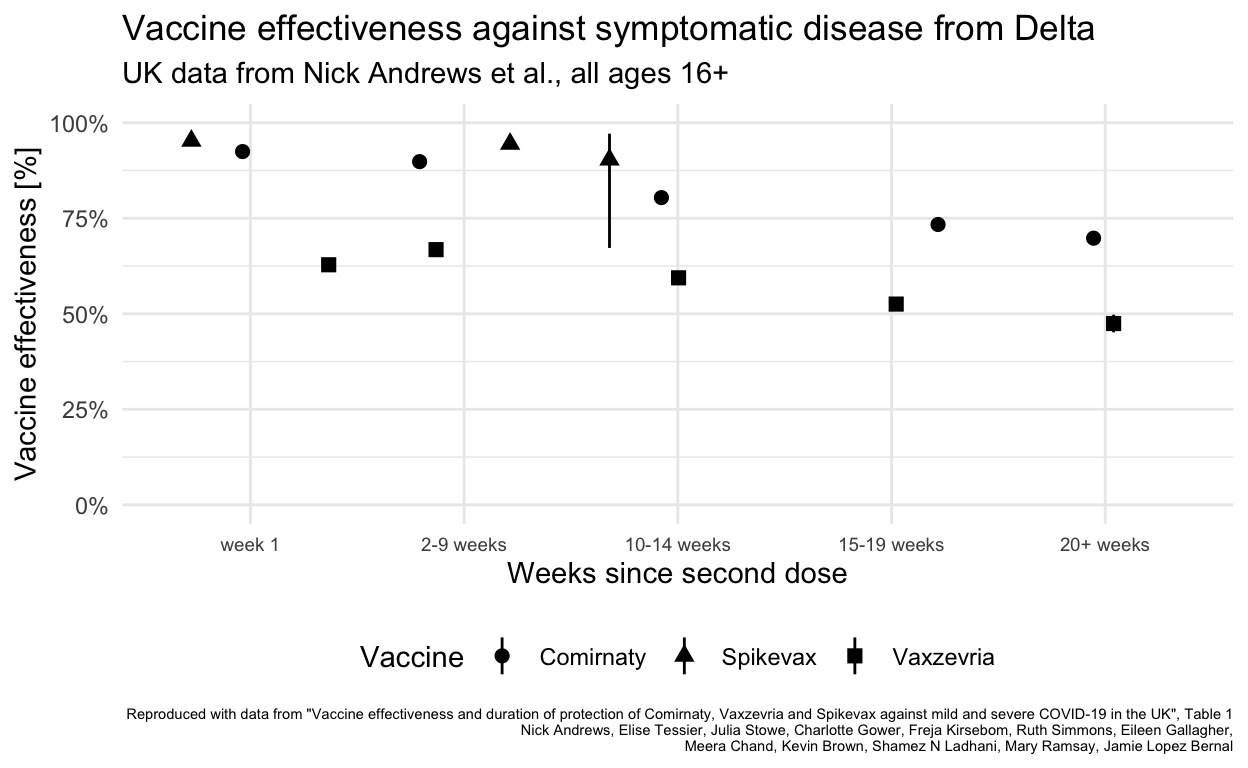 Vaccine effectiveness against symptomatic disease from Delta
UK data from Nick Andrews et al., all ages 16+
Vaccine effectiveness [%]
100%
75%
50%
25%
0%
week 1
2-9 weeks
10-14 weeks
15-19 weeks
20+ weeks
Weeks since second dose
Vaccine
Comirnaty
Spikevax
Vaxzevria
Reproduced with data from "Vaccine effectiveness and duration of protection of Comirnaty, Vaxzevria and Spikevax against mild and severe COVID-19 in the UK", Table 1
Nick Andrews, Elise Tessier, Julia Stowe, Charlotte Gower, Freja Kirsebom, Ruth Simmons, Eileen Gallagher,
Meera Chand, Kevin Brown, Shamez N Ladhani, Mary Ramsay, Jamie Lopez Bernal